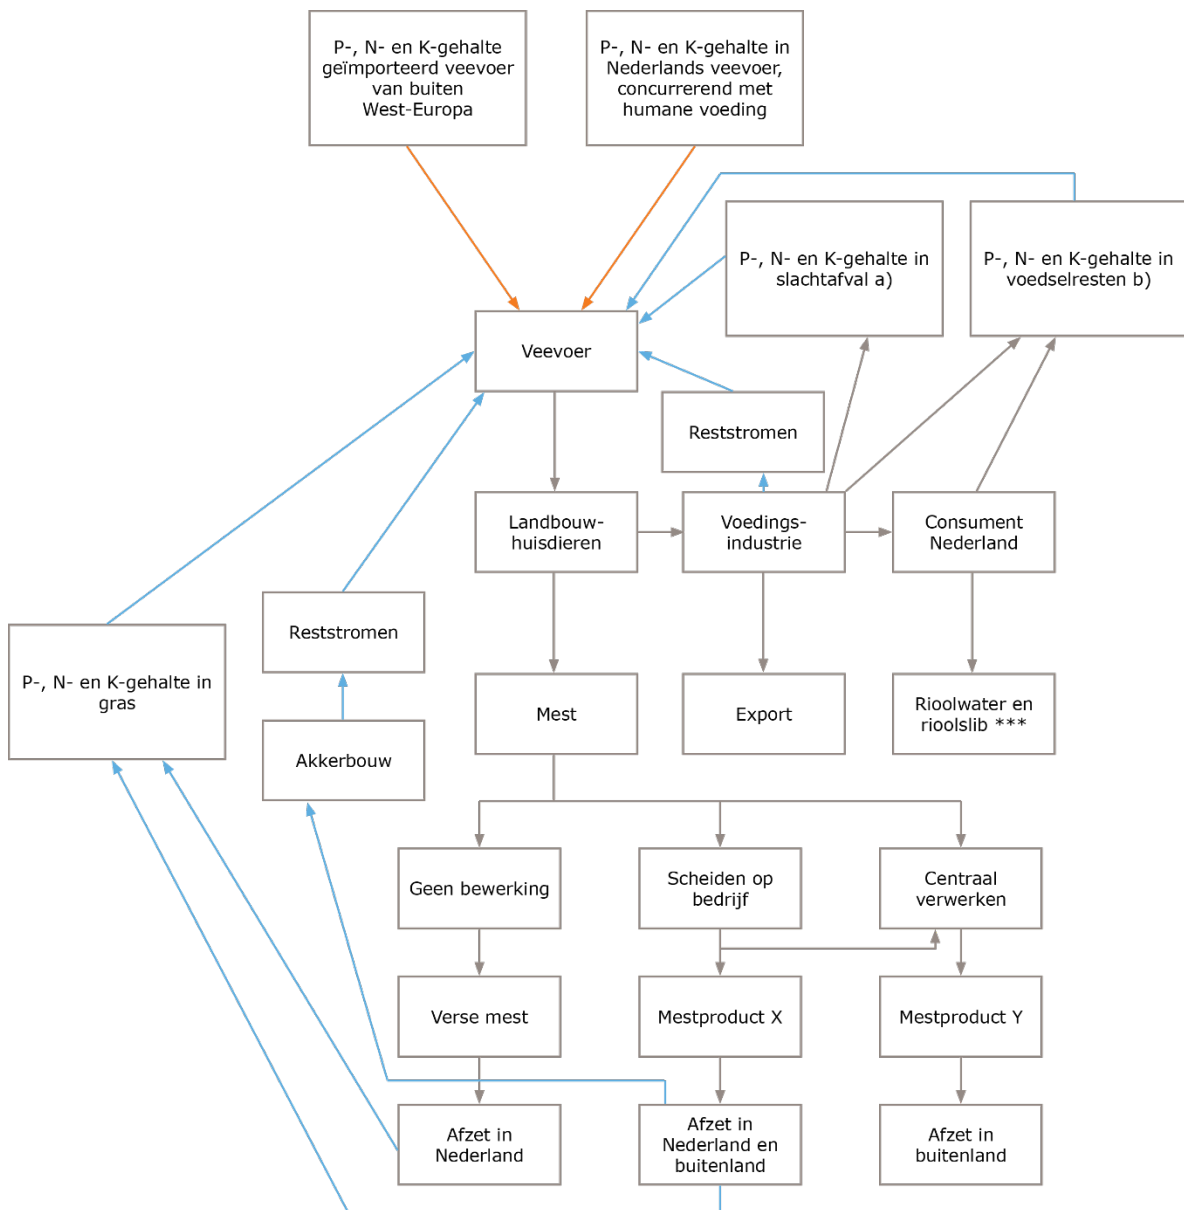 P-, N- en K-gehalte
geïmporteerd veevoer
van buiten
West-Europa
P-, N- en K-gehalte in
Nederlands veevoer,
concurrerend met
humane voeding
P-, N- en K-gehalte in
slachtafval a)
P-, N- en K-gehalte in
voedselresten b)
Veevoer
Reststromen
Landbouw-
huisdieren
Voedings-
industrie
Consument
Nederland
Reststromen
P-, N- en K-gehalte in
gras
Mest
Export
Rioolwater en
rioolslib ***
Akkerbouw
Geen bewerking
Scheiden op
bedrijf
Centraal
verwerken
Verse mest
Mestproduct X
Mestproduct Y
Afzet in
Nederland
Afzet in
Nederland en
buitenland
Afzet in
buitenland